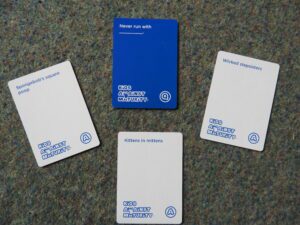 Never run with
KiDS
AGAiNST
MATURiTY
Spongebob's square
poop
KiDS
AGAiNST
MATURiTY
Wicked stepsisters
KiDS
AGAiNST
MATURiTY
Kittens in mittens
KiDS
AGAiNST
MATURiTY